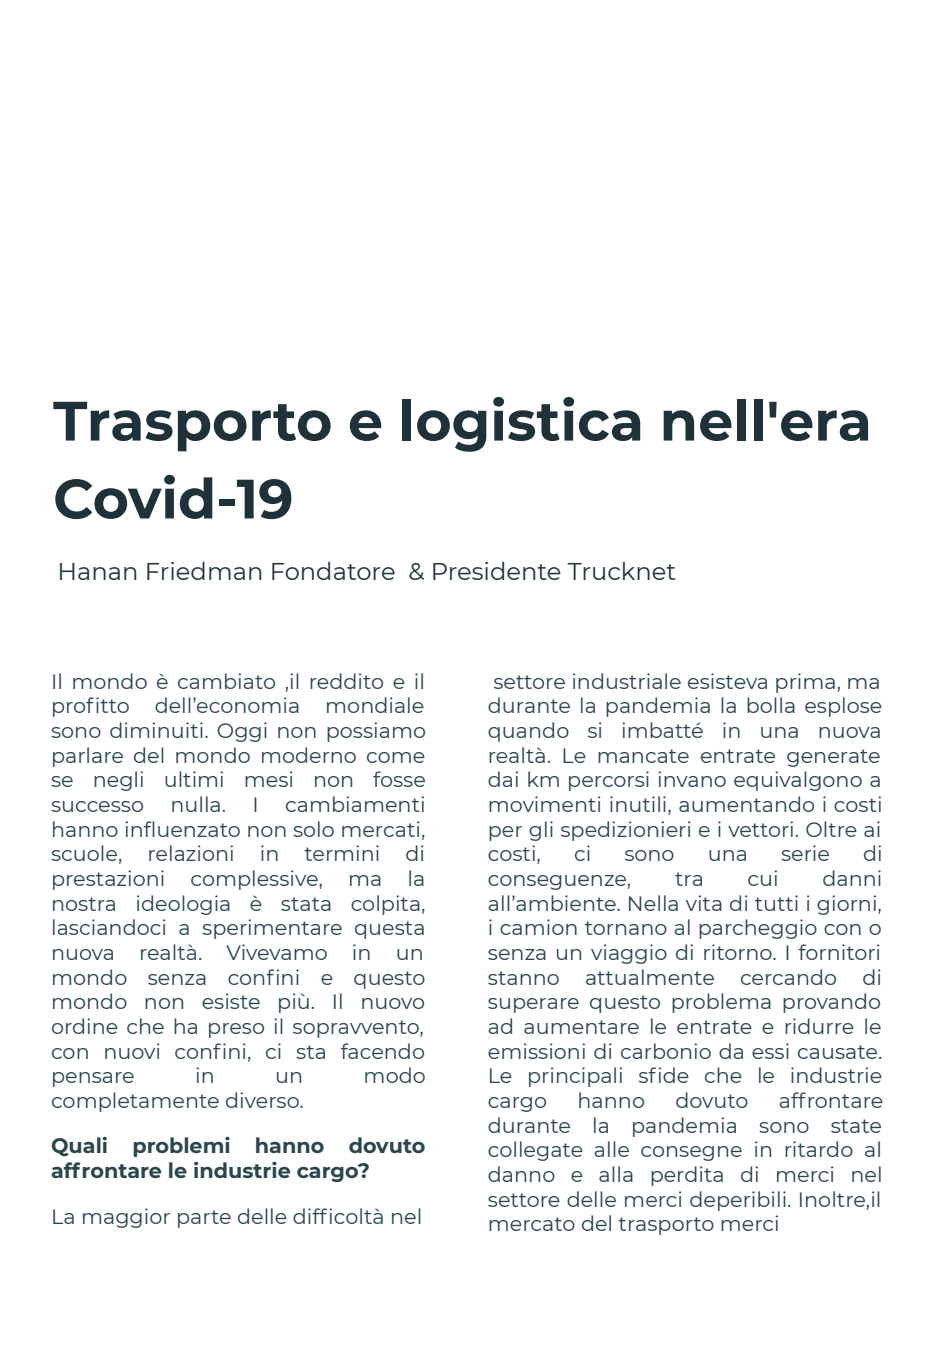 Trasporto e logistica nell'era
Covid-19
Hanan Friedman Fondatore  & Presidente Trucknet
Il mondo è cambiato ,il reddito e il
profitto dell’economia mondiale
sono diminuiti. Oggi non possiamo
parlare del mondo moderno come
se negli ultimi mesi non fosse
successo nulla. I cambiamenti
hanno influenzato non solo mercati,
scuole, relazioni in termini di
prestazioni complessive, ma la
nostra ideologia è stata colpita,
lasciandoci a sperimentare questa
nuova realtà. Vivevamo in un
mondo senza confini e questo
mondo non esiste più. Il nuovo
ordine che ha preso il sopravvento,
con nuovi confini, ci sta facendo
pensare in un modo
completamente diverso.
Quali problemi hanno dovuto
affrontare le industrie cargo?
La maggior parte delle difficoltà nel
settore industriale esisteva prima, ma
durante la pandemia la bolla esplose
quando si imbatté in una nuova
realtà. Le mancate entrate generate
dai km percorsi invano equivalgono a
movimenti inutili, aumentando i costi
per gli spedizionieri e i vettori. Oltre ai
costi, ci sono una serie di
conseguenze, tra cui danni
all’ambiente. Nella vita di tutti i giorni,
i camion tornano al parcheggio con o
senza un viaggio di ritorno. I fornitori
stanno attualmente cercando di
superare questo problema provando
ad aumentare le entrate e ridurre le
emissioni di carbonio da essi causate.
Le principali sfide che le industrie
cargo hanno dovuto affrontare
durante la pandemia sono state
collegate alle consegne in ritardo al
danno e alla perdita di merci nel
settore delle merci deperibili. Inoltre,il
mercato del trasporto merci